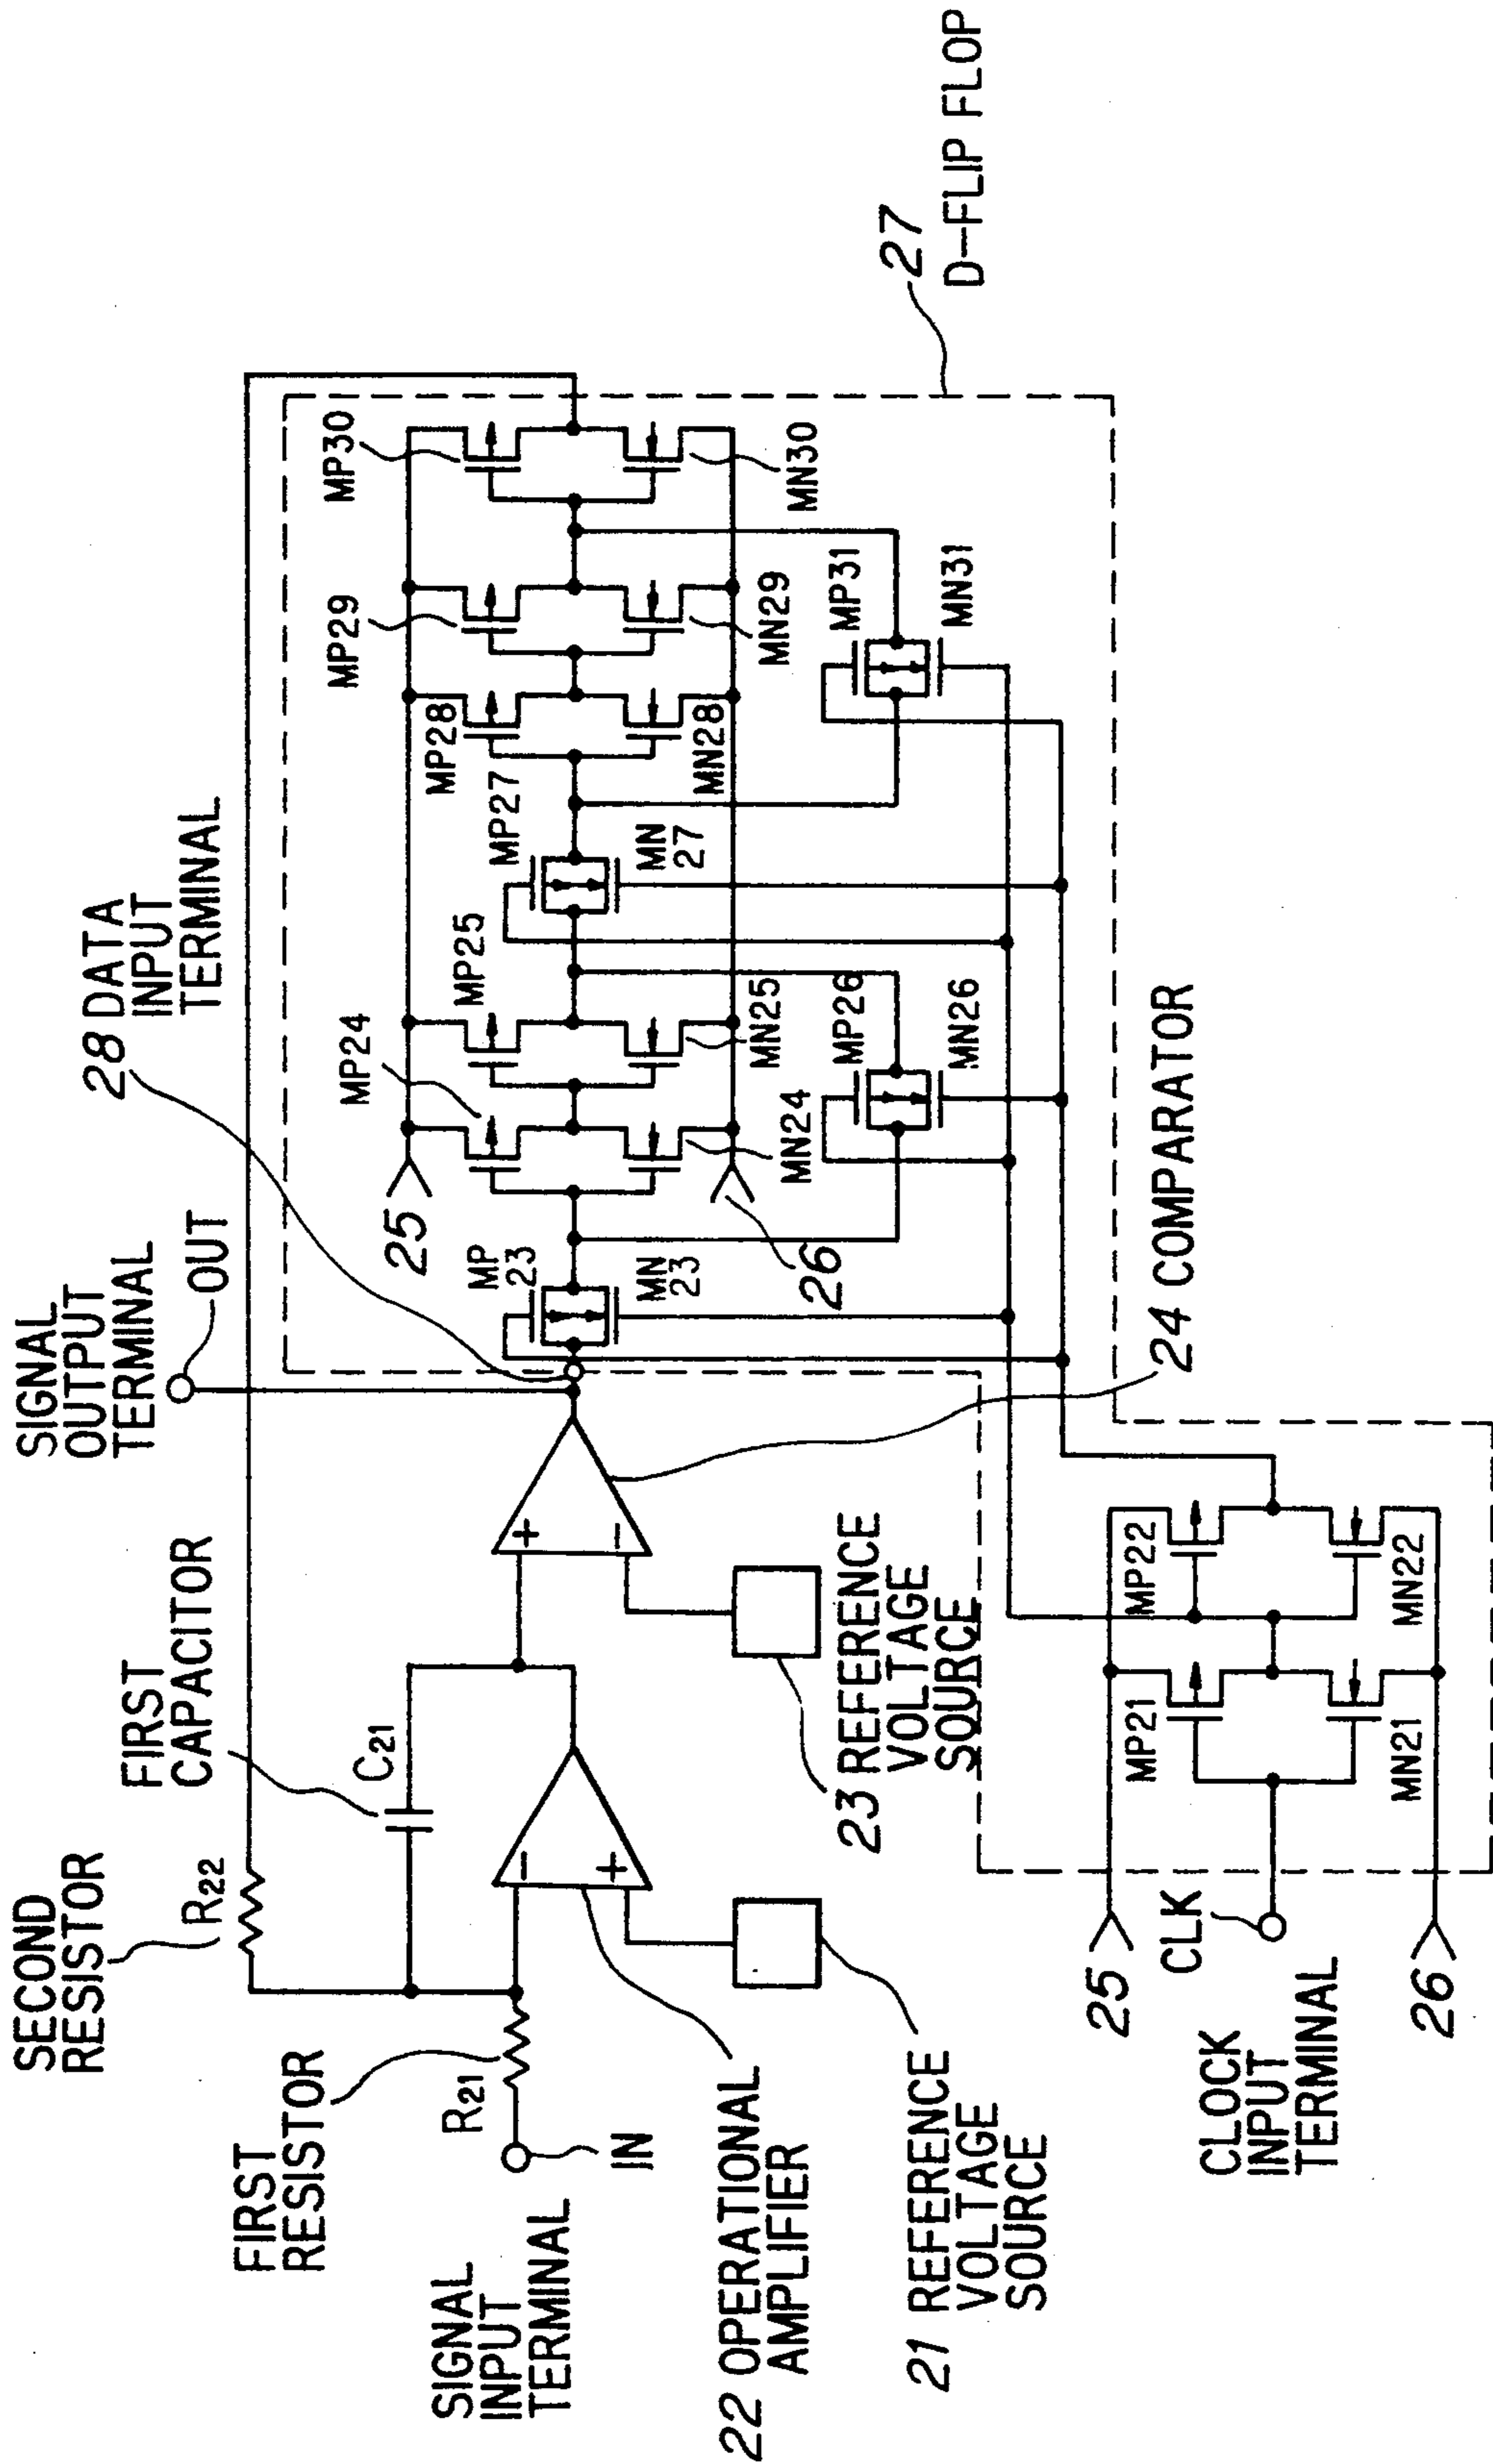 SECOND
RESISTOR
R22
FIRST
CAPACITOR
C21
SIGNAL
OUTPUT
TERMINAL
OUT
28 DATA
INPUT
TERMINAL
FIRST
RESISTOR
R21
SIGNAL
INPUT
TERMINAL
IN
22 OPERATIONAL
AMPLIFIER
21 REFERENCE
VOLTAGE
SOURCE
23 REFERENCE
VOLTAGE
SOURCE
24 COMPARATOR
27
D-FLIP FLOP
25
26
MP
23
MN
23
MP24
MN24
MP25
MN25
MP26
MN26
MP27
MN
27
MP28
MN28
MP29
MN29
MP30
MN30
MP31
MN31
25
CLK
CLOCK
INPUT
TERMINAL
26
MP21
MN21
MP22
MN22
+
−
−
+